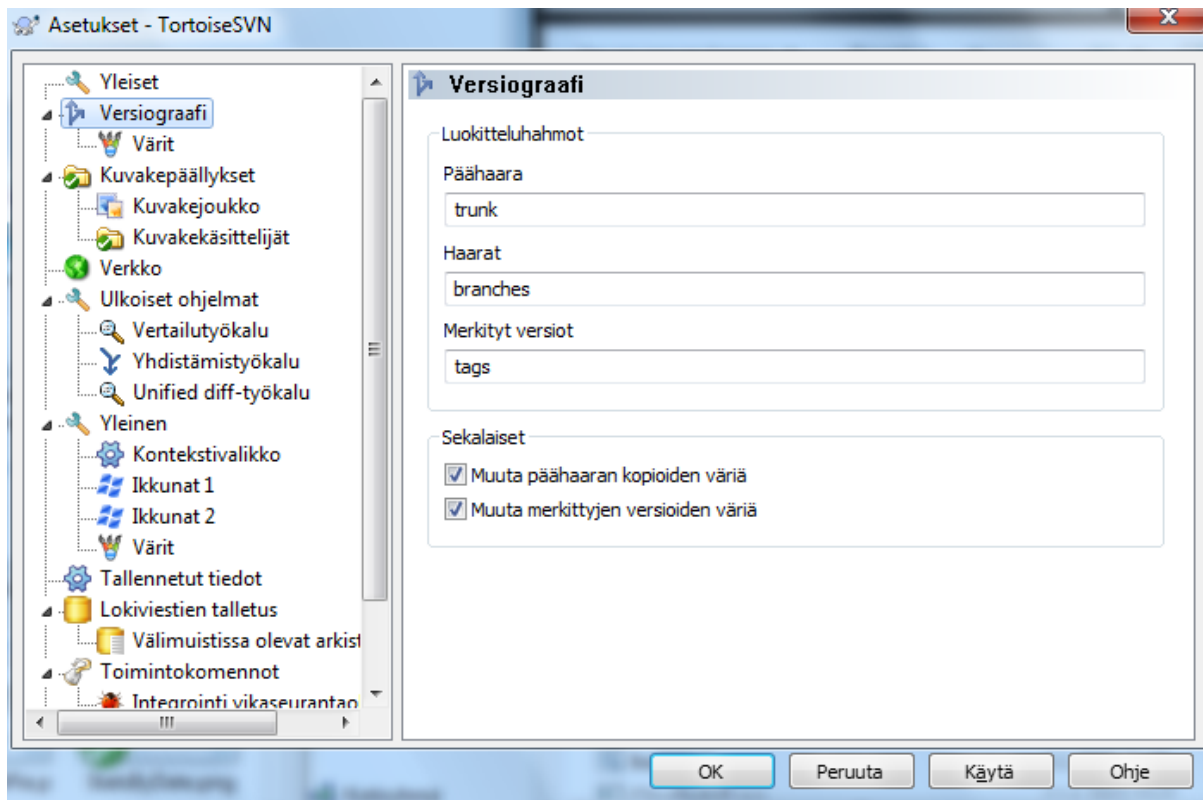 Asetukset - TortoiseSVN
Yleiset
Versiograafi
Värit
Kuvakepäällykset
Kuvakejoukko
Kuvakekäsittelijät
Verkko
Ulkoiset ohjelmat
Vertailutyökalu
Yhdistämistyökalu
Unified diff-työkalu
Yleinen
Kontekstivalikko
Ikkunat 1
Ikkunat 2
Värit
Tallennetut tiedot
Lokiviestien talletus
Välimuistissa olevat arkist
Toimintokomennot
Integrointi vikaseurantao
Versiograafi
Luokitteluhahmot
Päähaara
trunk
Haarat
branches
Merkityt versiot
tags
Sekalaiset
Muuta päähaaran kopioiden väriä
Muuta merkittyjen versioiden väriä
OK
Peruuta
Käytä
Ohje